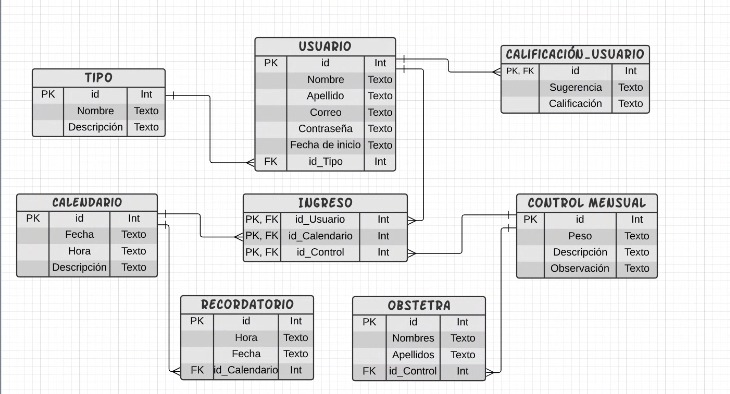 TIPO
PK id Int
Nombre Texto
Descripción Texto
USUARIO
PK id Int
Nombre Texto
Apellido Texto
Correo Texto
Contraseña Texto
Fecha de inicio Texto
FK id_Tipo Int
CALIFICACIÓN_USUARIO
PK, FK id Int
Sugerencia Texto
Calificación Texto
CALENDARIO
PK id Int
Fecha Texto
Hora Texto
Descripción Texto
INGRESO
PK, FK id_Usuario Int
PK, FK id_Calendario Int
PK, FK id_Control Int
CONTROL MENSUAL
PK id Int
Peso Texto
Descripción Texto
Observación Texto
RECORDATORIO
PK id Int
Hora Texto
Fecha Texto
FK id_Calendario Int
OBSTETRA
PK id Int
Nombres Texto
Apellidos Texto
FK id_Control Int